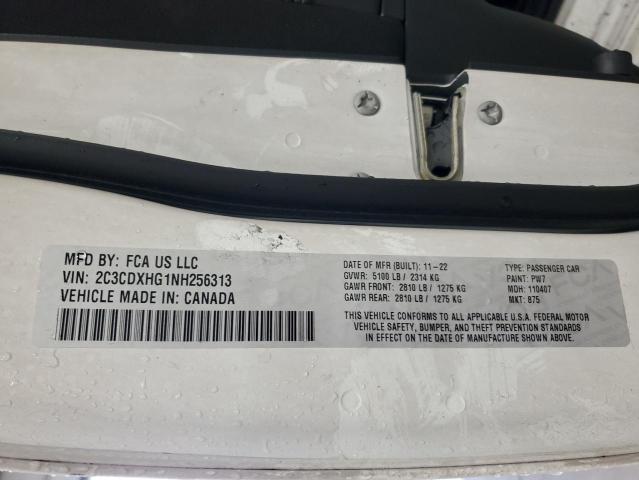 MFD BY: FCA US LLC
VIN: 2C3CDXHG1NH256313
VEHICLE MADE IN: CANADA
DATE OF MFR (BUILT): 11-22
GVWR: 5100 LB / 2314 KG
GAWR FRONT: 2810 LB / 1275 KG
GAWR REAR: 2810 LB / 1275 KG
TYPE: PASSENGER CAR
PAINT: PW7
MDH: 110407
MKT: 875
THIS VEHICLE CONFORMS TO ALL APPLICABLE U.S.A. FEDERAL MOTOR
VEHICLE SAFETY, BUMPER, AND THEFT PREVENTION STANDARDS
IN EFFECT ON THE DATE OF MANUFACTURE SHOWN ABOVE.